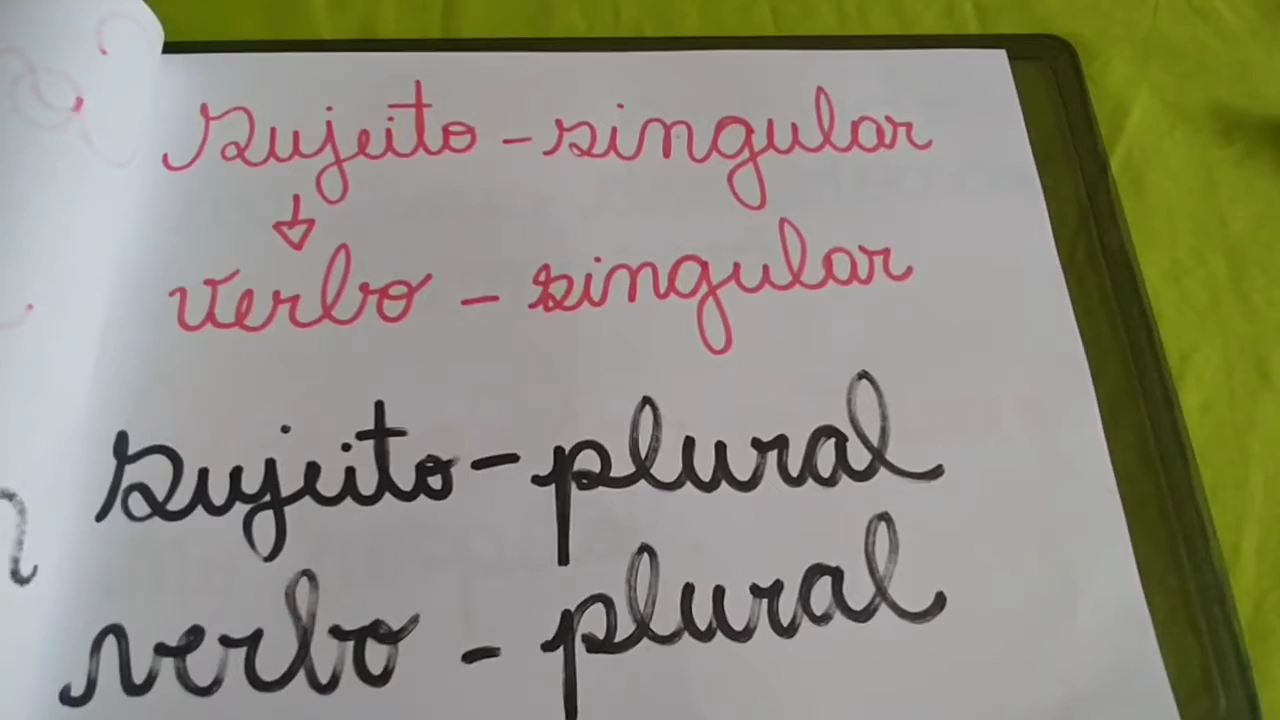 Sujeito - singular
Verbo - singular
Sujeito - plural
verbo - plural